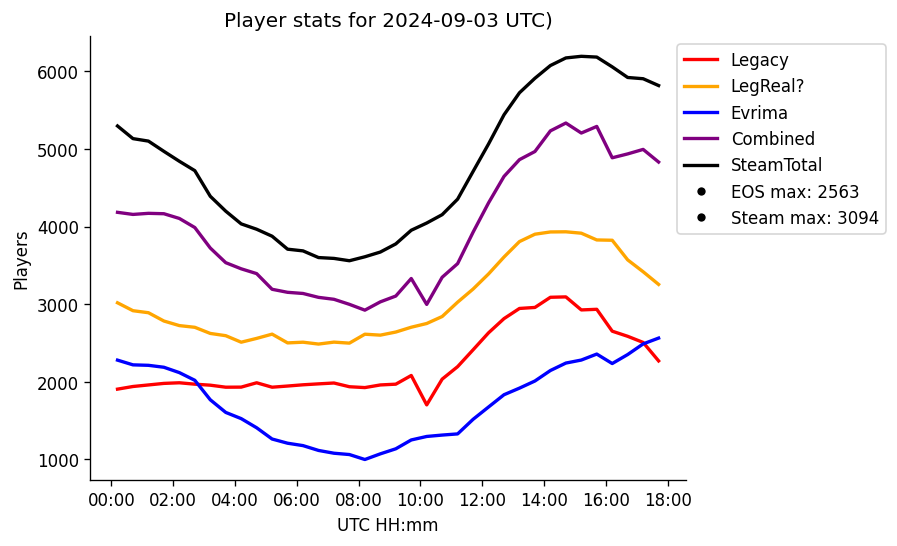 Player stats for 2024-09-03 UTC)
Players
6000
5000
4000
3000
2000
1000
00:00 02:00 04:00 06:00 08:00 10:00 12:00 14:00 16:00 18:00
UTC HH:mm
Legacy
LegReal?
Evrima
Combined
SteamTotal
EOS max: 2563
Steam max: 3094